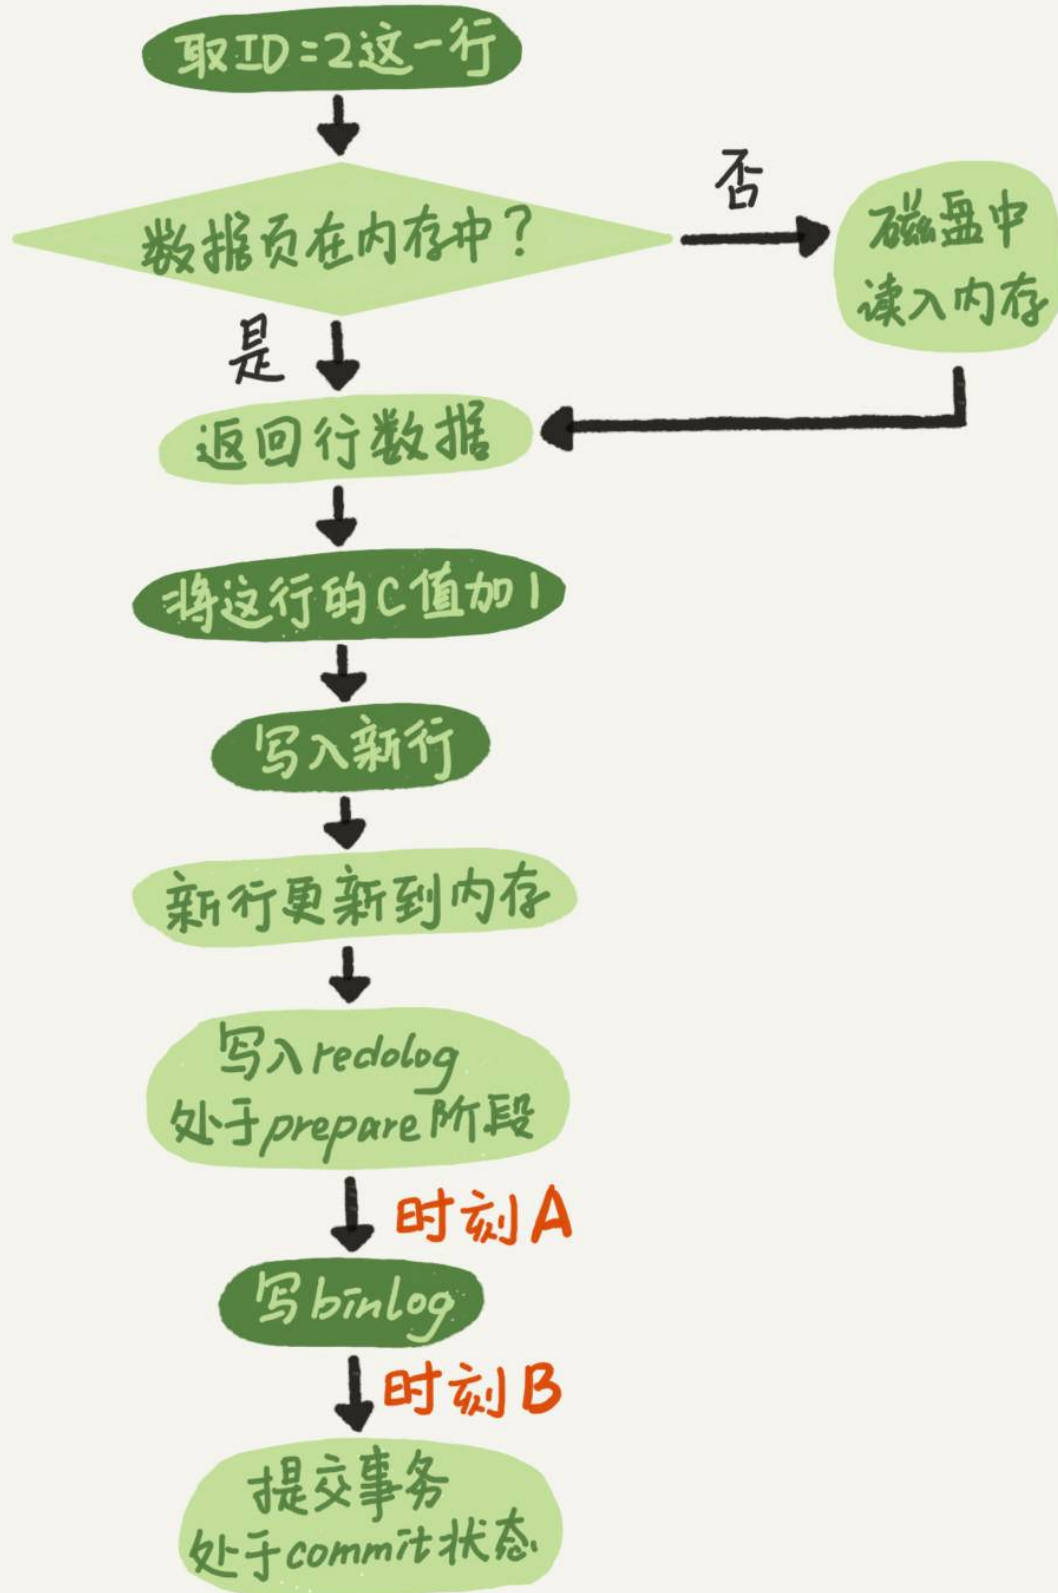 取ID=2这一行
数据页在内存中?
否
磁盘中
读入内存
是
返回行数据
将这行的C值加1
写入新行
新行更新到内存
写入redolog
处于prepare阶段
时刻A
写binlog
时刻B
提交事务
处于commit状态